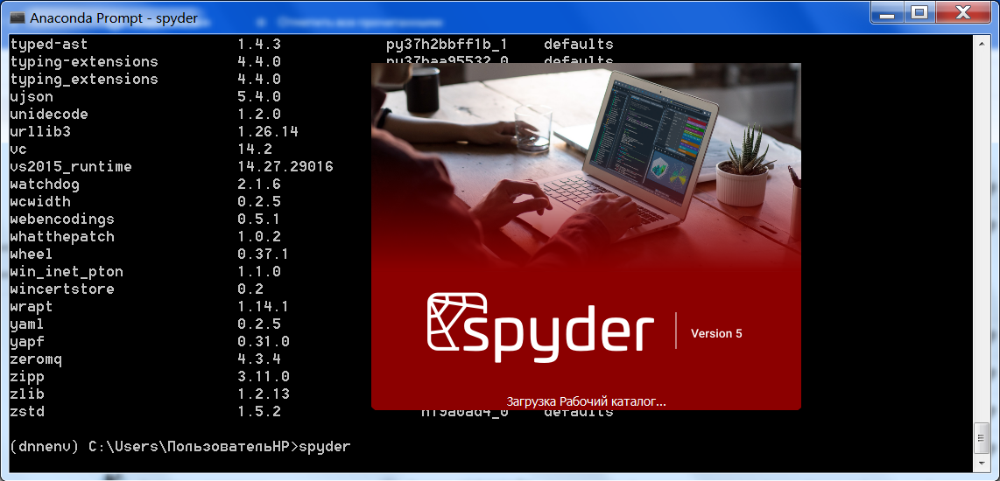 Anaconda Prompt - spyder
typed-ast 1.4.3 py37h2bbff1b_1 defaults
typing-extensions 4.4.0 py37haa95532_0 defaults
typing_extensions 4.4.0
ujson 5.4.0
unidecode 1.2.0
urllib3 1.26.14
vc 14.2
vs2015_runtime 14.27.29016
watchdog 2.1.6
wcwidth 0.2.5
webencodings 0.5.1
whatthepatch 1.0.2
wheel 0.37.1
win_inet_pton 1.1.0
wincertstore 0.2
wrapt 1.14.1
yaml 0.2.5
yapf 0.31.0
zeromq 4.3.4
zipp 3.11.0
zlib 1.2.13
zstd 1.5.2 defaults
spyder Version 5
Загрузка Рабочий каталог...
(dnnenv) C:\Users\ПользовательHP>spyder